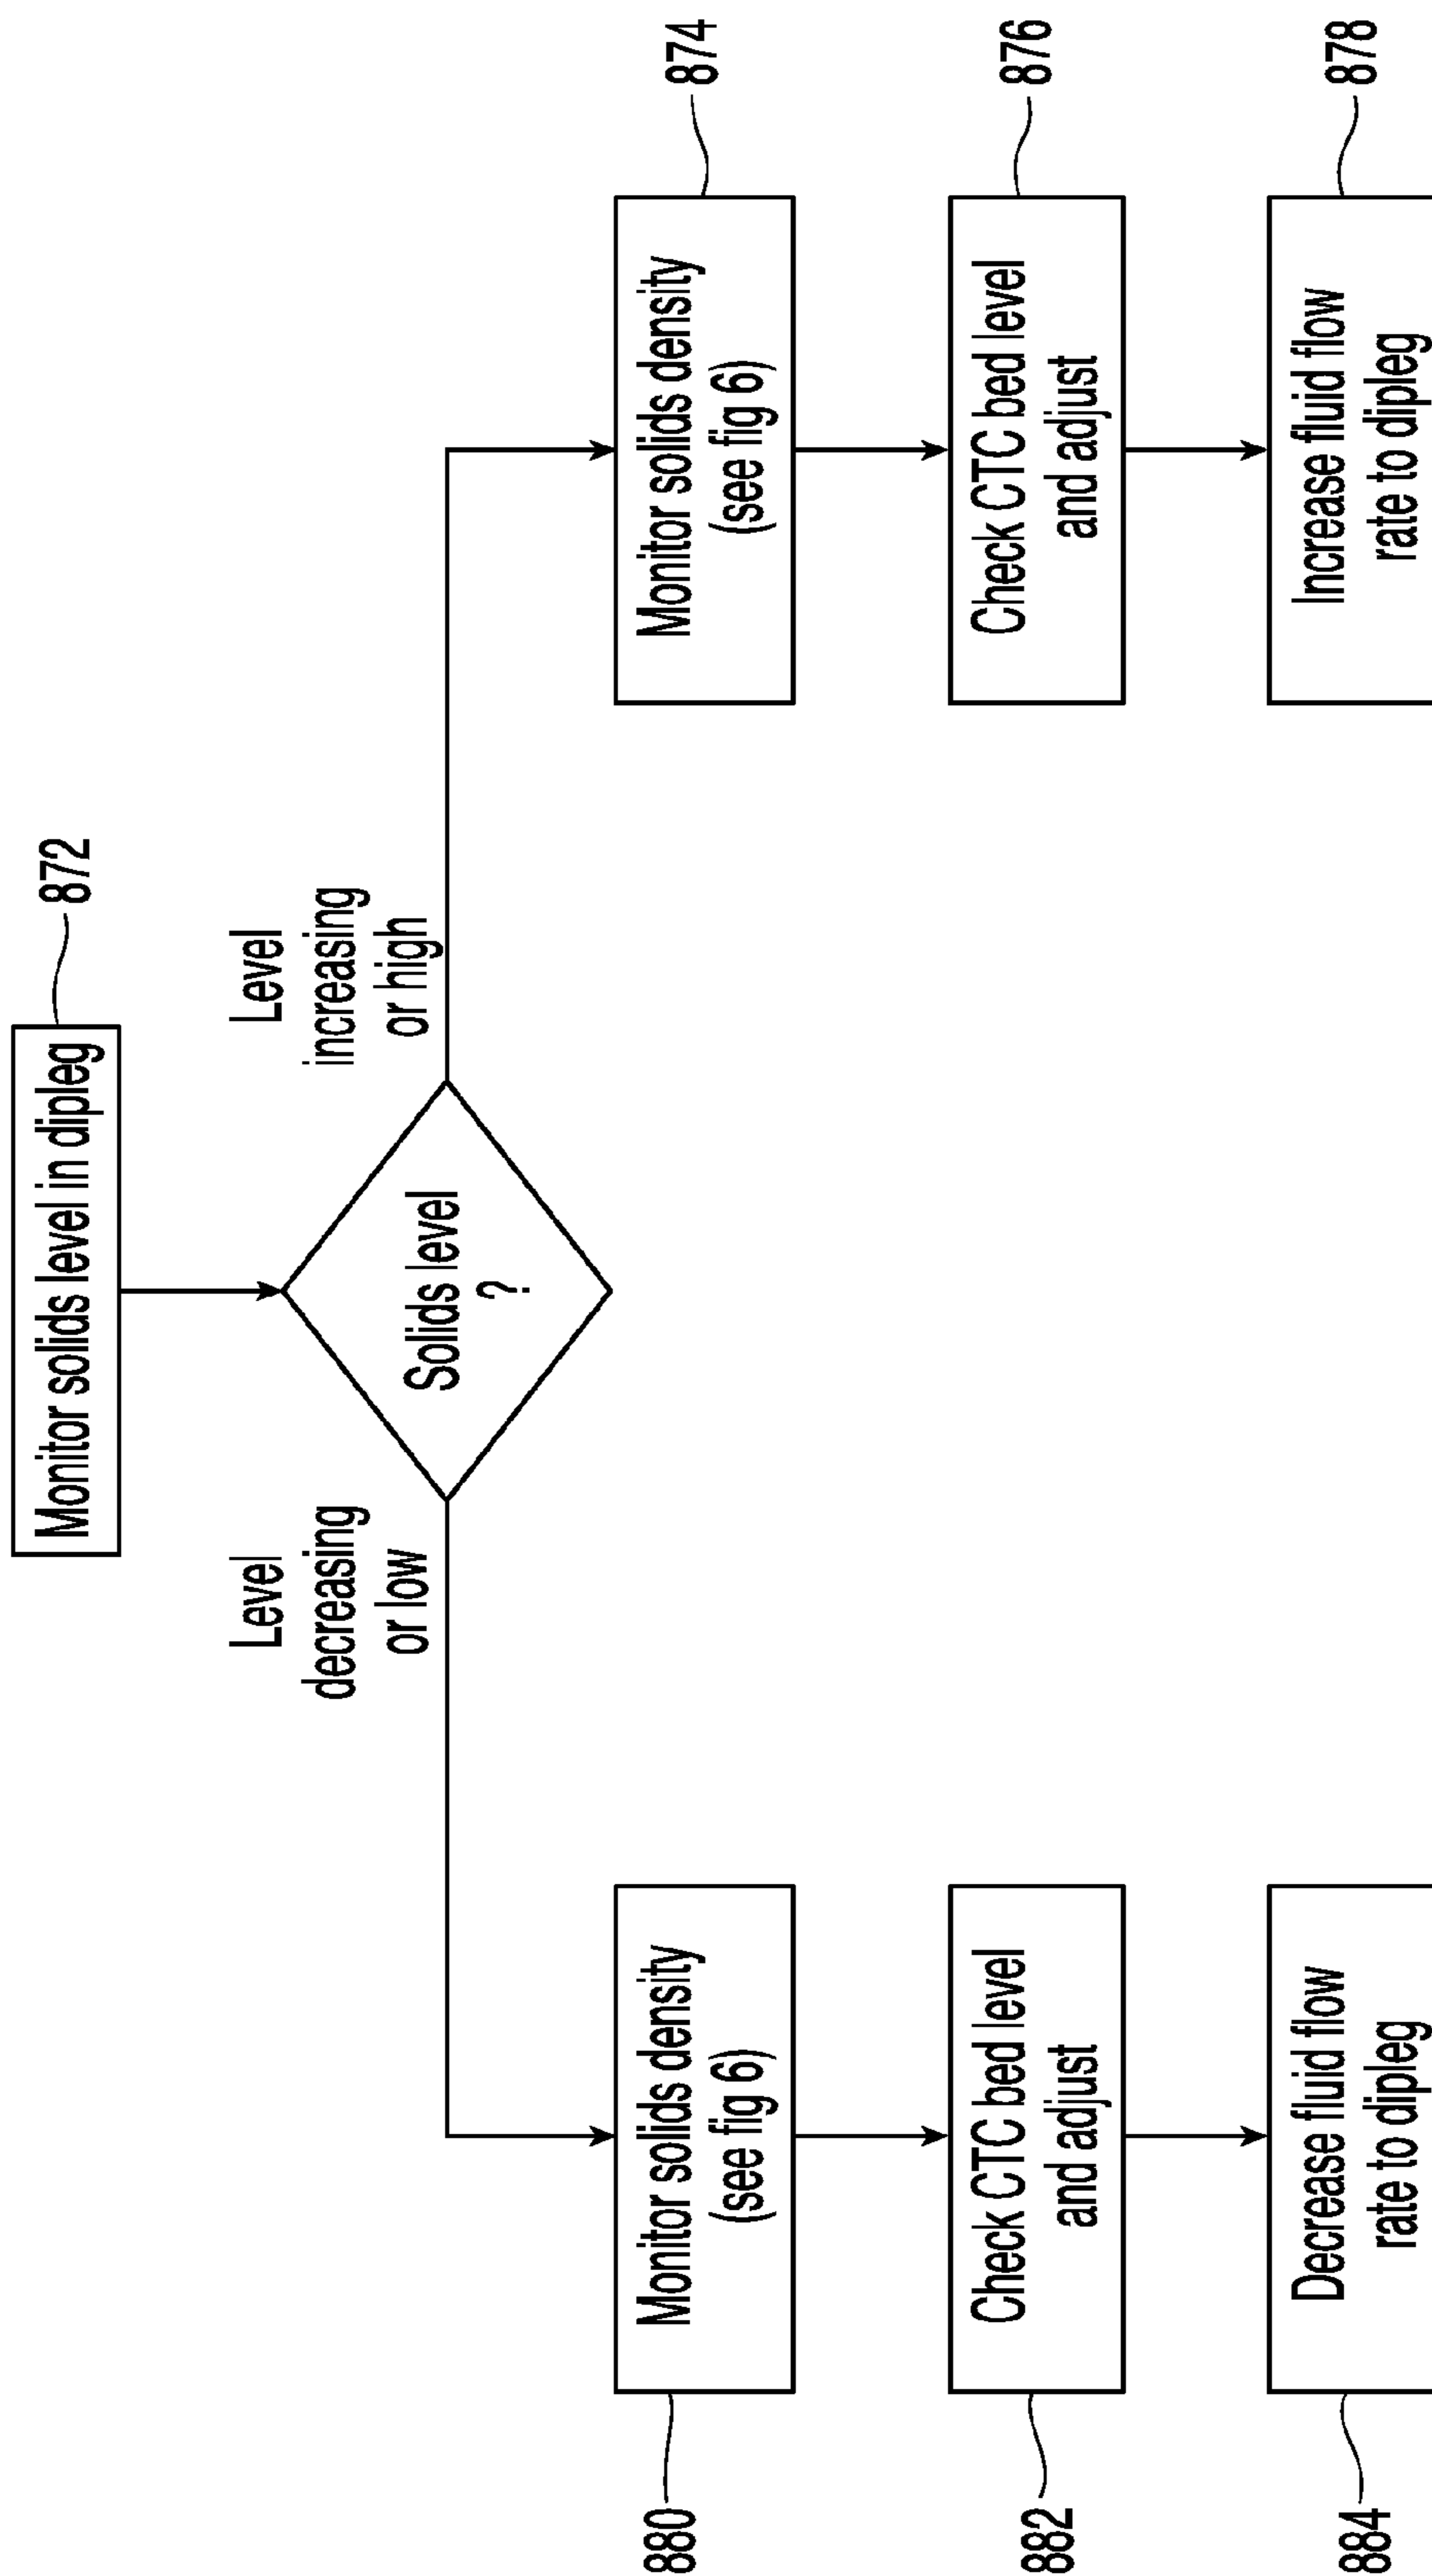 Monitor solids level in dipleg
872
Level
decreasing
or low
Solids level
?
Level
increasing
or high
880
Monitor solids density
(see fig 6)
Monitor solids density
(see fig 6)
874
882
Check CTC bed level
and adjust
Check CTC bed level
and adjust
876
884
Decrease fluid flow
rate to dipleg
Increase fluid flow
rate to dipleg
878